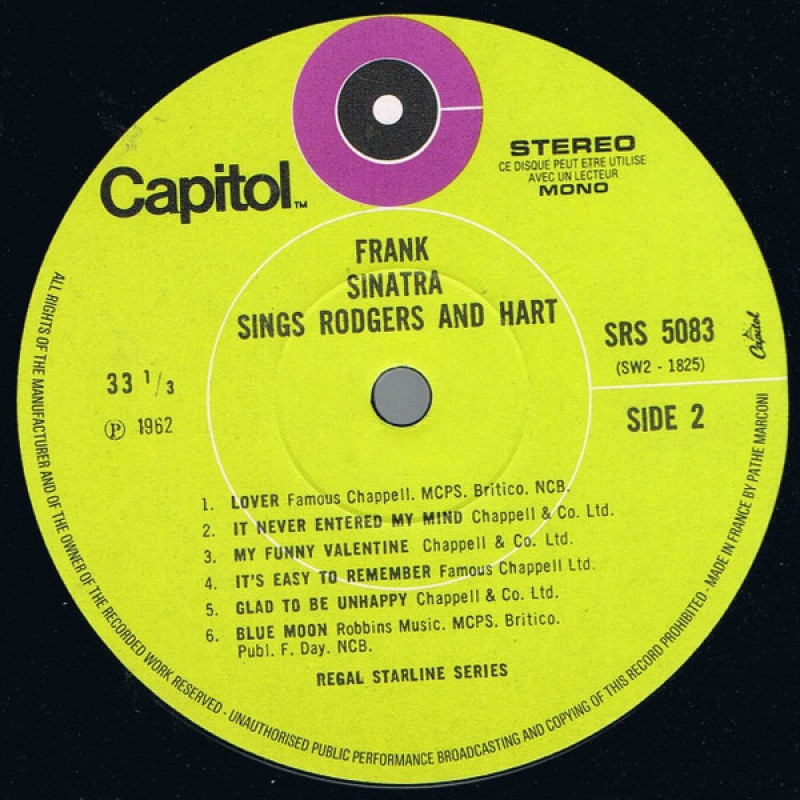 Capitol.™
STEREO
CE DISQUE PEUT ETRE UTILISE
AVEC UN LECTEUR
MONO
FRANK
SINATRA
SINGS RODGERS AND HART
33 1/3
Ⓟ 1962
SRS 5083
(SW2 - 1825)
Capitol
SIDE 2
1. LOVER Famous Chappell. MCPS. Britico. NCB.
2. IT NEVER ENTERED MY MIND Chappell & Co. Ltd.
3. MY FUNNY VALENTINE Chappell & Co. Ltd.
4. IT'S EASY TO REMEMBER Famous Chappell Ltd.
5. GLAD TO BE UNHAPPY Chappell & Co. Ltd.
6. BLUE MOON Robbins Music. MCPS. Britico.
Publ. F. Day. NCB.
REGAL STARLINE SERIES
ALL RIGHTS OF THE MANUFACTURER AND OF THE OWNER OF THE RECORDED WORK RESERVED - UNAUTHORISED PUBLIC PERFORMANCE BROADCASTING AND COPYING OF THIS RECORD PROHIBITED - MADE IN FRANCE BY PATHE MARCONI